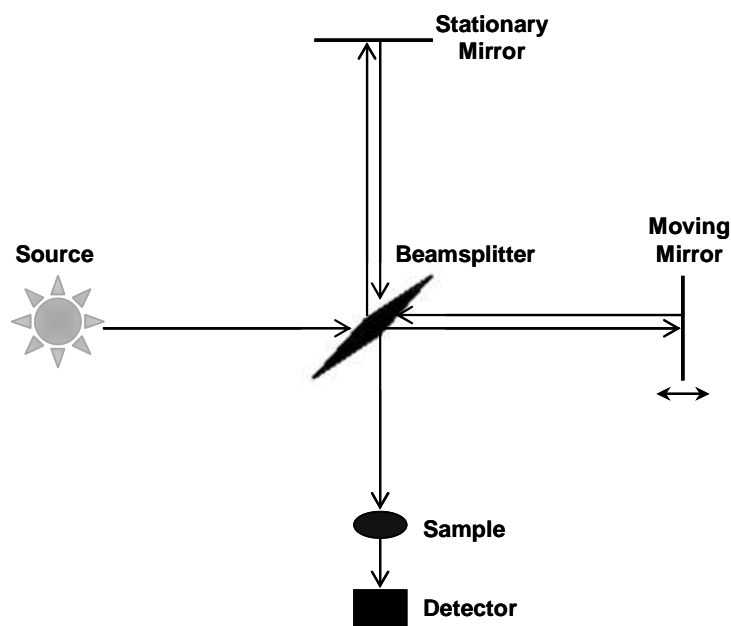 Stationary
Mirror
Source
Beamsplitter
Moving
Mirror
Sample
Detector